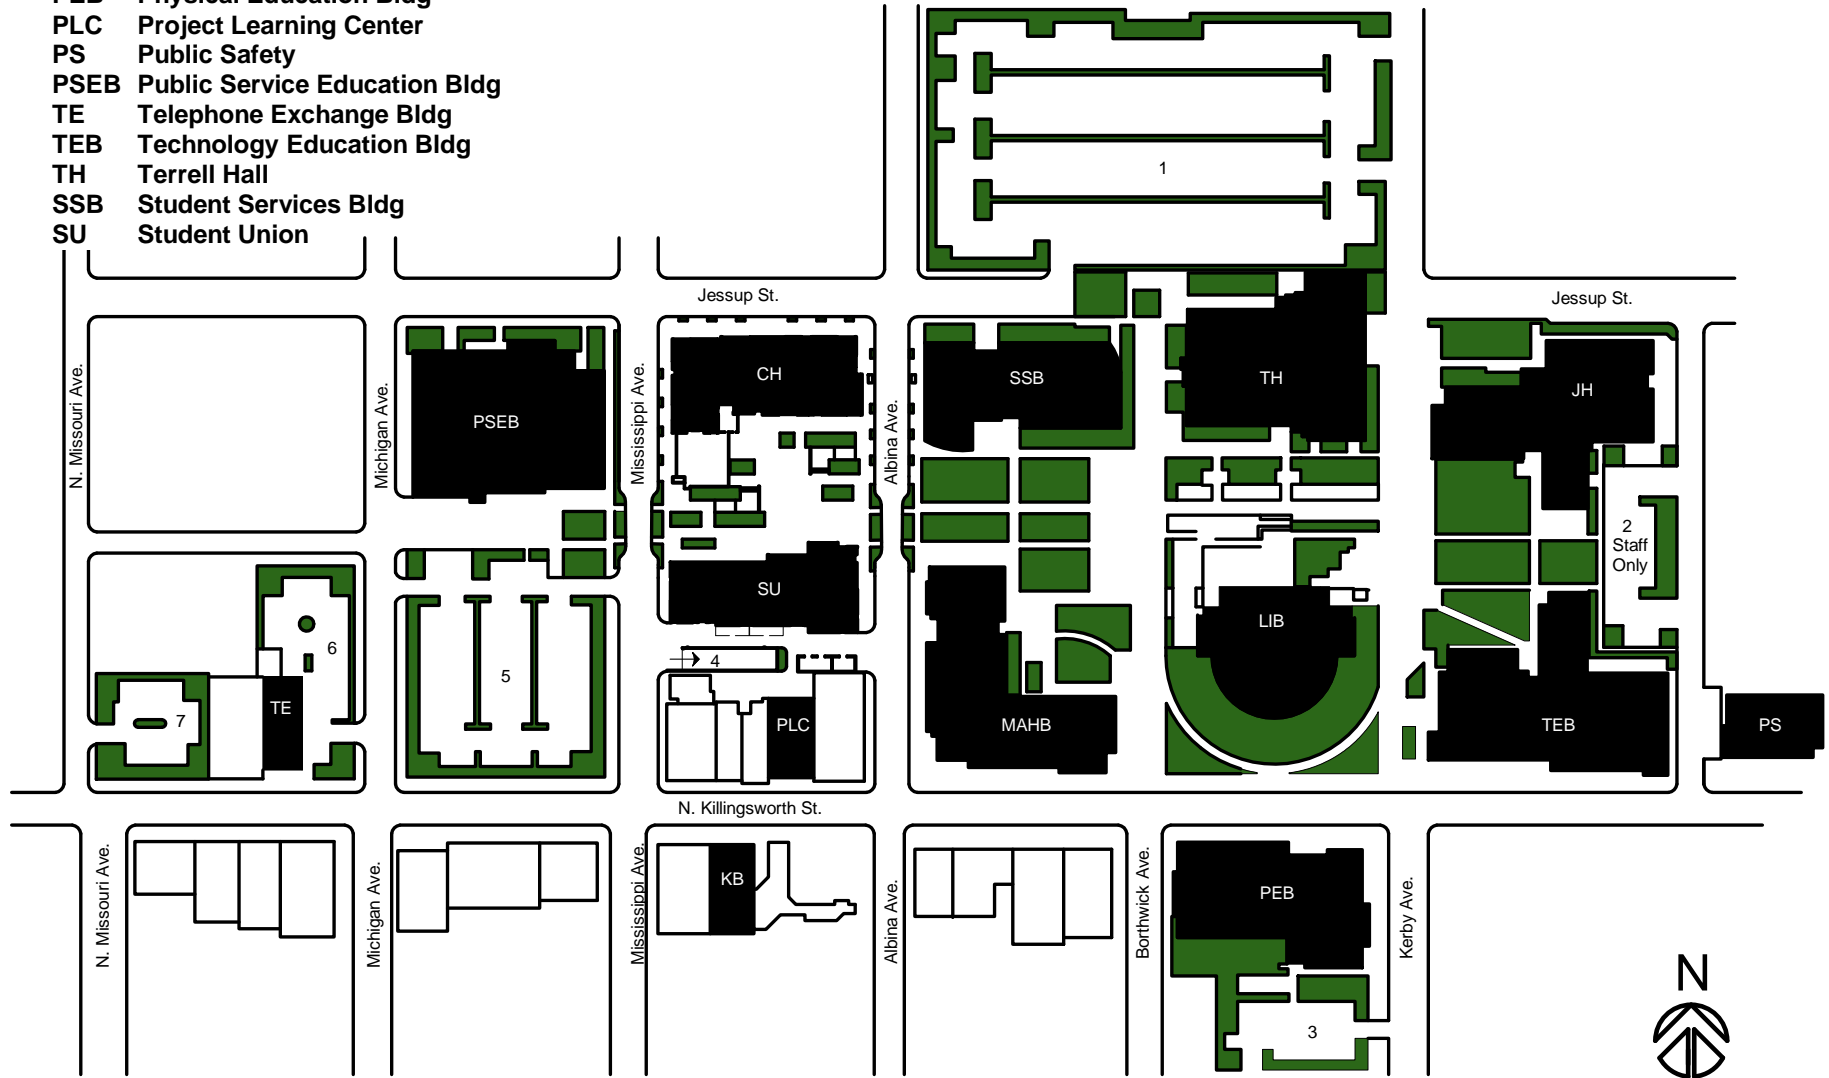 PEB Physical Education Bldg
PLC Project Learning Center
PS Public Safety
PSEB Public Service Education Bldg
TE Telephone Exchange Bldg
TEB Technology Education Bldg
TH Terrell Hall
SSB Student Services Bldg
SU Student Union
1
Jessup St.
Jessup St.
N. Missouri Ave.
Michigan Ave.
PSEB
Mississippi Ave.
CH
Albina Ave.
SSB
TH
JH
2
Staff
Only
SU
LIB
6
5
4
7
TE
PLC
MAHB
TEB
PS
N. Killingsworth St.
N. Missouri Ave.
Michigan Ave.
Mississippi Ave.
KB
Albina Ave.
Borthwick Ave.
PEB
Kerby Ave.
N
3